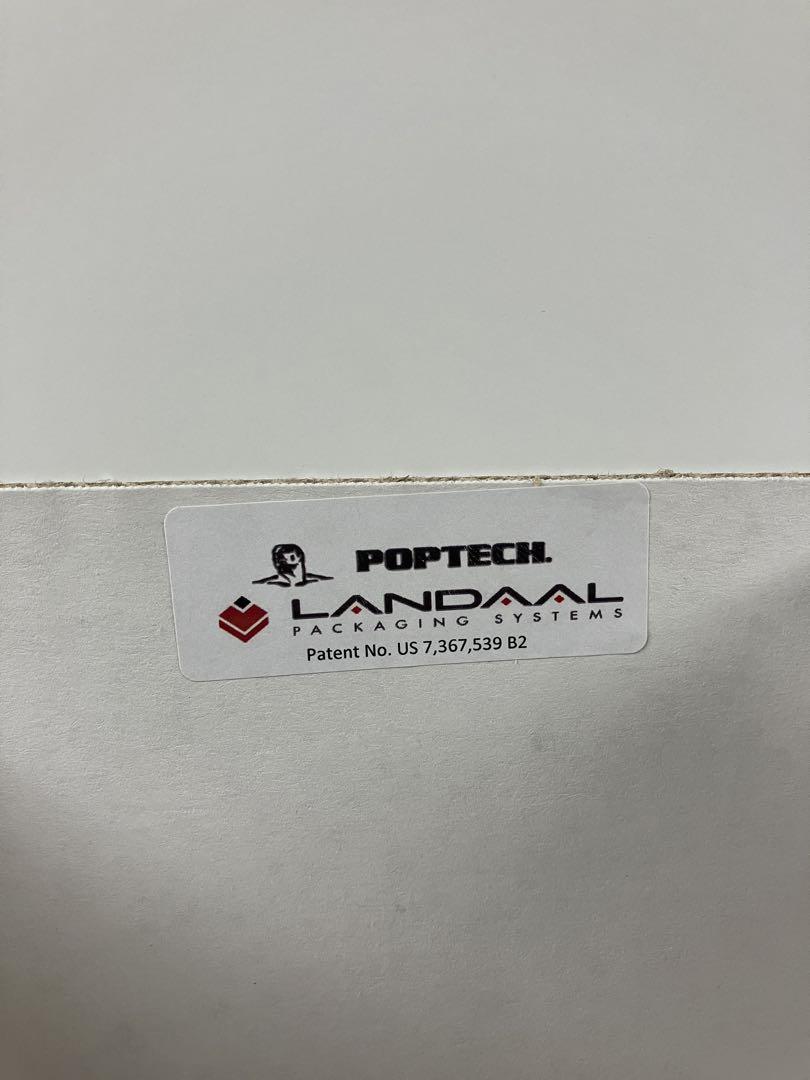 POPTECH.
LANDAAL
PACKAGING SYSTEMS
Patent No. US 7,367,539 B2